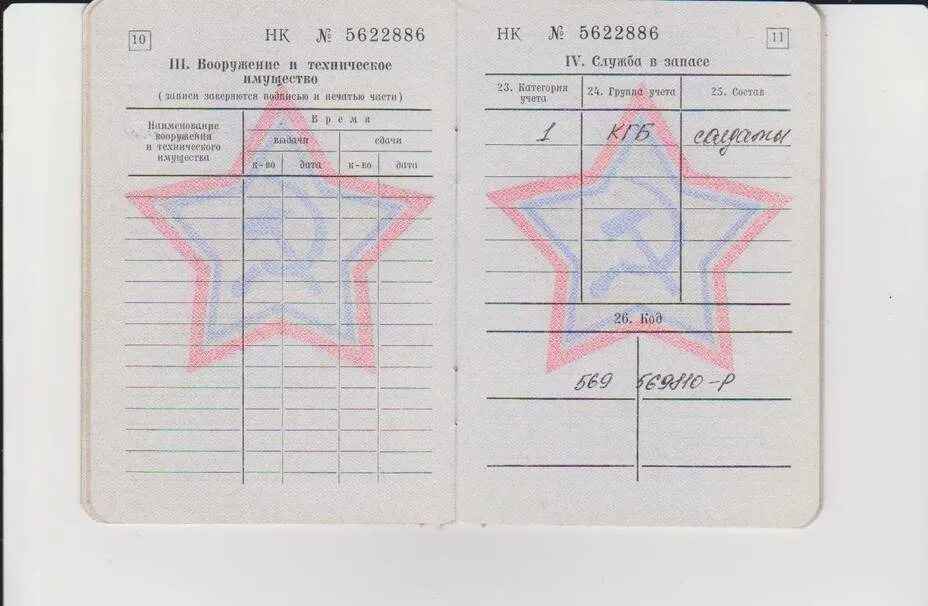 10
НК № 5622886
III. Вооружение и техническое
имущество
(записи заверяются подписью и печатью части)
Наименование
вооружения
и технического
имущества
Время
выдачи
сдачи
к-во
дата
к-во
дата
НК № 5622886
11
IV. Служба в запасе
23. Категория
учета
24. Группа учета
25. Состав
1
КГБ
солдаты
26. Код
569
569810-Р